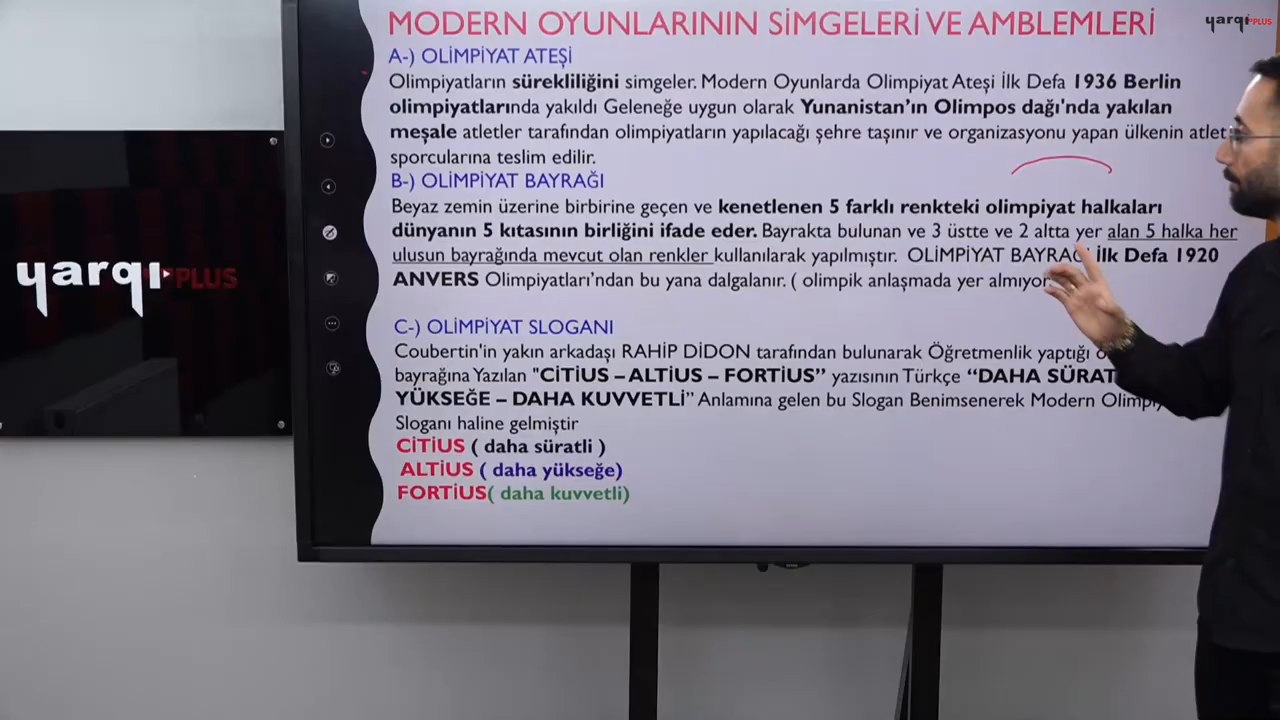 MODERN OYUNLARININ SİMGELERİ VE AMBLEMLERİ
yarqı PLUS
A-) OLİMPİYAT ATEŞİ
Olimpiyatların sürekliliğini simgeler. Modern Oyunlarda Olimpiyat Ateşi İlk Defa 1936 Berlin
olimpiyatlarında yakıldı Geleneğe uygun olarak Yunanistan’ın Olimpos dağı'nda yakılan
meşale atletler tarafından olimpiyatların yapılacağı şehre taşınır ve organizasyonu yapan ülkenin atlet
sporcularına teslim edilir.
B-) OLİMPİYAT BAYRAĞI
Beyaz zemin üzerine birbirine geçen ve kenetlenen 5 farklı renkteki olimpiyat halkaları
dünyanın 5 kıtasının birliğini ifade eder. Bayrakta bulunan ve 3 üstte ve 2 altta yer alan 5 halka her
ulusun bayrağında mevcut olan renkler kullanılarak yapılmıştır. OLİMPİYAT İlk Defa 1920
ANVERS Olimpiyatları’ndan bu yana dalgalanır. ( olimpik anlaşmada yer almıyor
C-) OLİMPİYAT SLOGANI
Coubertin'in yakın arkadaşı RAHİP DİDON tarafından bulunarak Öğretmenlik yaptığı
bayrağına Yazılan "CİTİUS – ALTİUS – FORTİUS” yazısının Türkçe “DAHA
YÜKSEĞE – DAHA KUVVETLİ” Anlamına gelen bu Slogan Benimsenerek Modern
Sloganı haline gelmiştir
CİTİUS ( daha süratli )
ALTİUS ( daha yükseğe)
FORTİUS( daha kuvvetli)
yarqı PLUS